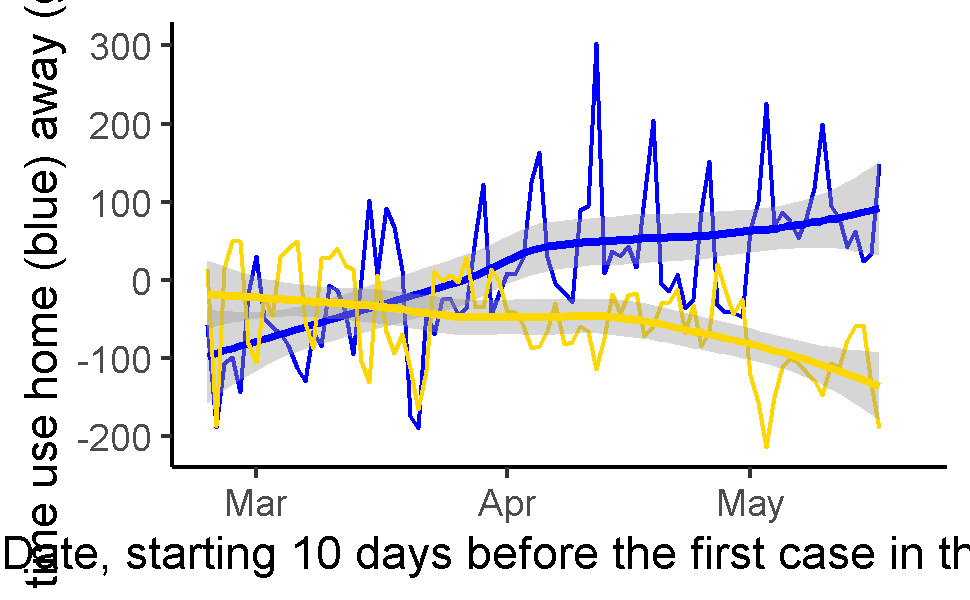 time use home (blue) away (
300
200
100
0
-100
-200
Mar Apr May
Date, starting 10 days before the first case in th